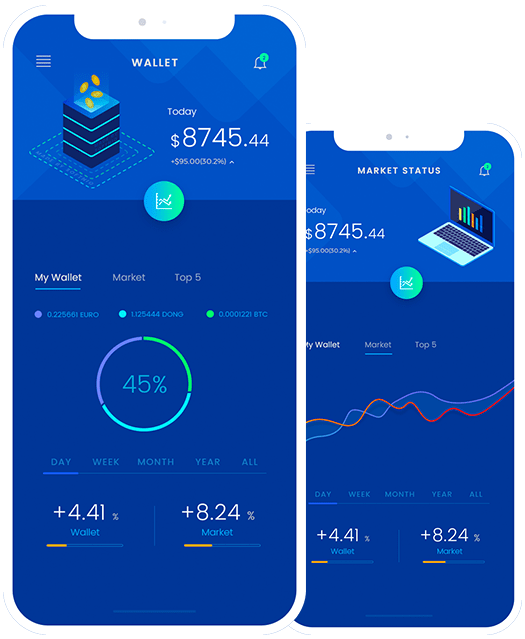 WALLET
Today
$8745.44
+$95.00(30.2%)
My Wallet Market Top 5
0.225661 EURO 1.125444 DONG 0.0001221 BTC
45%
DAY WEEK MONTH YEAR ALL
+4.41 % +8.24 %
Wallet Market
MARKET STATUS
oday
$8745.44
+$95.00(30.2%)
My Wallet Market Top 5
DAY WEEK MONTH YEAR ALL
+4.41 % +8.24 %
Wallet Market